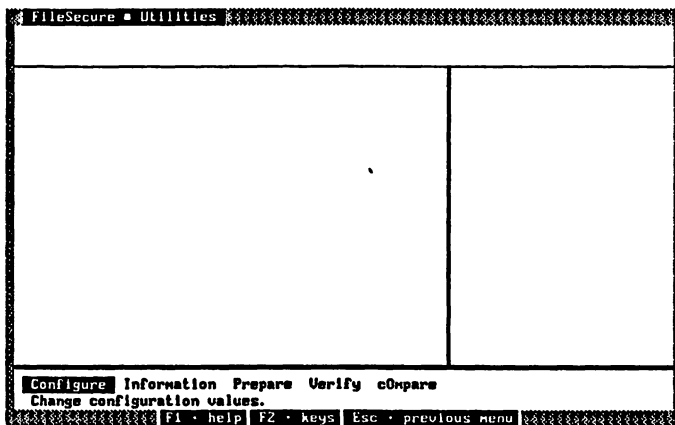 FileSecure ▪ Utilities
Configure Information Prepare Verify cOmpare
Change configuration values.
F1 · help F2 · keys Esc · previous menu